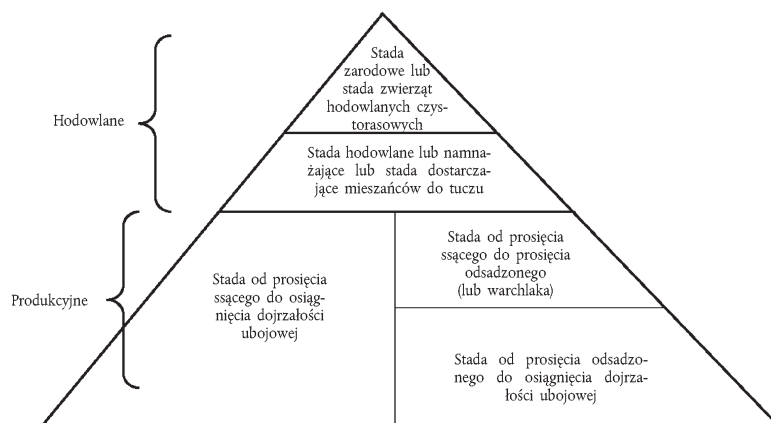 Stada
zarodowe lub
stada zwierząt
hodowlanych czys-
torasowych
Hodowlane
Stada hodowlane lub namna-
żające lub stada dostarcza-
jące mieszańców do tuczu
Stada od prosięcia
ssącego do prosięcia
odsadzonego
(lub warchlaka)
Stada od prosięcia
ssącego do osiąg-
nięcia dojrzałości
ubojowej
Produkcyjne
Stada od prosięcia odsadzo-
nego do osiągnięcia dojrza-
łości ubojowej